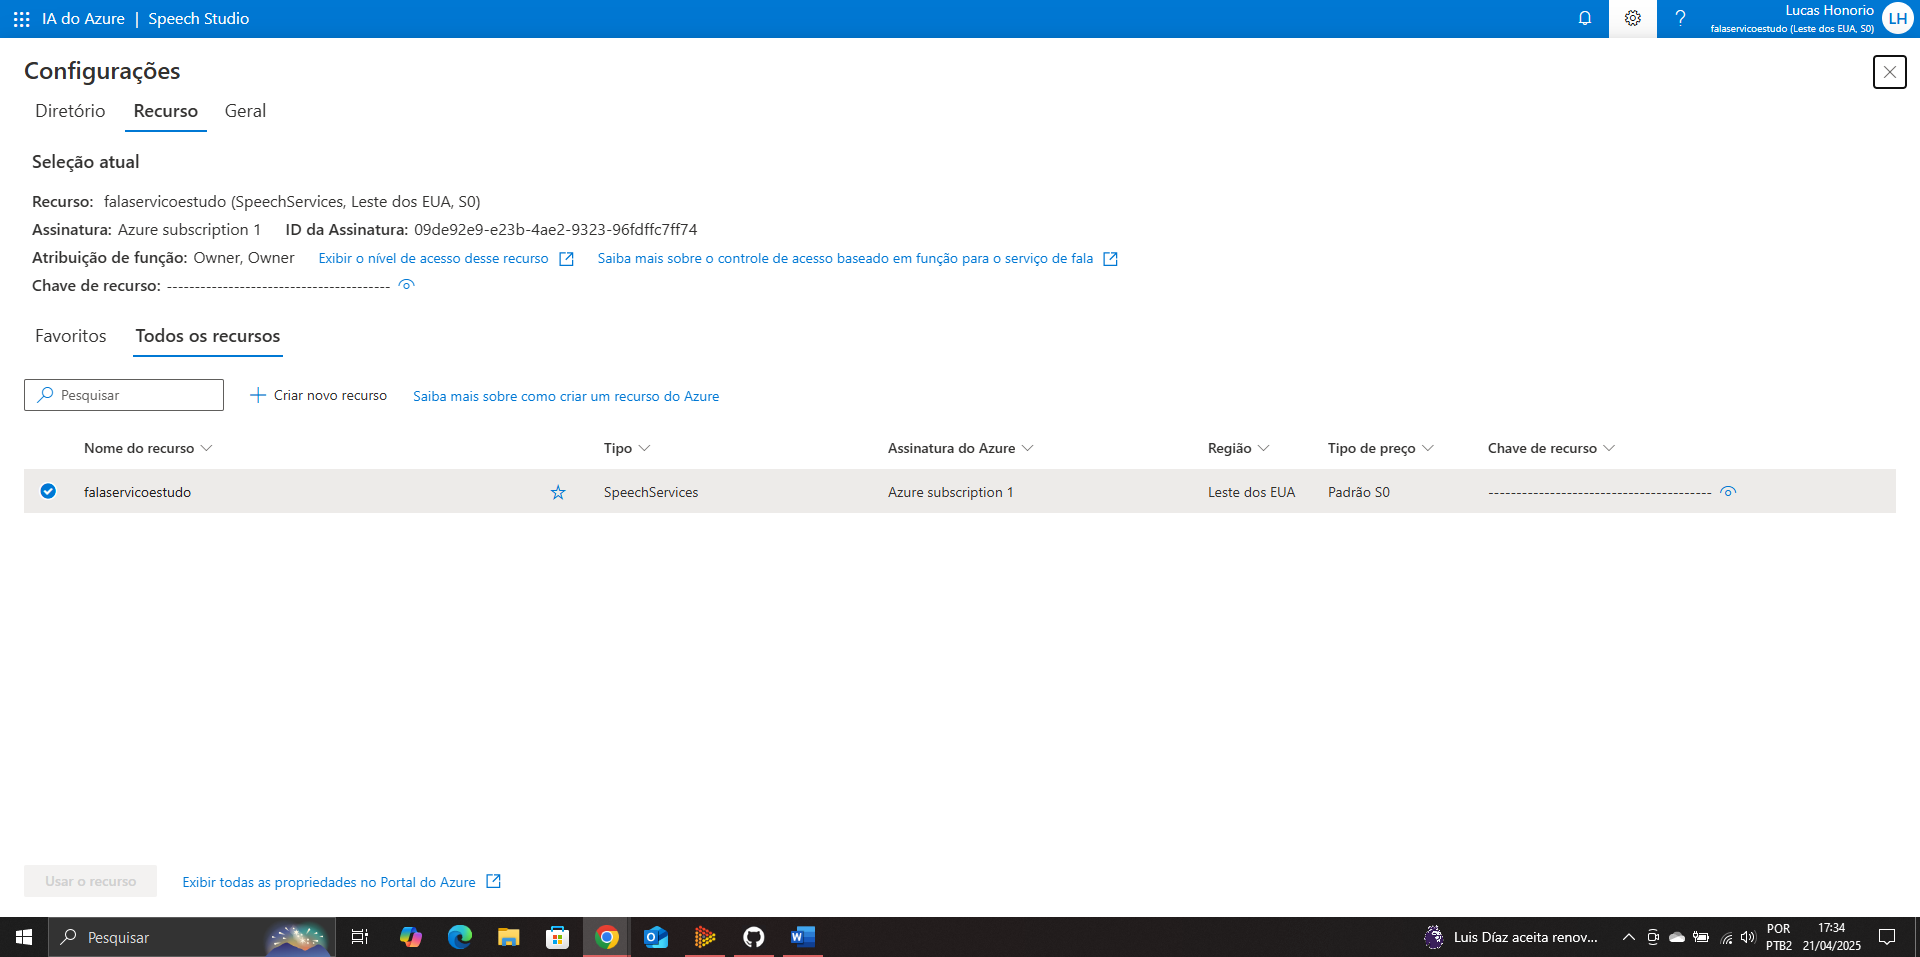 IA do Azure | Speech Studio
Lucas Honorio
falaservicoestudo (Leste dos EUA, S0)
LH
Configurações
Diretório Recurso Geral
Seleção atual
Recurso: falaservicoestudo (SpeechServices, Leste dos EUA, S0)
Assinatura: Azure subscription 1 ID da Assinatura: 09de92e9-e23b-4ae2-9323-96fdffc7ff74
Atribuição de função: Owner, Owner Exibir o nível de acesso desse recurso Saiba mais sobre o controle de acesso baseado em função para o serviço de fala
Chave de recurso: ----------------------------------------
Favoritos Todos os recursos
Pesquisar Criar novo recurso Saiba mais sobre como criar um recurso do Azure
Nome do recurso Tipo Assinatura do Azure Região Tipo de preço Chave de recurso
falaservicoestudo SpeechServices Azure subscription 1 Leste dos EUA Padrão S0 ----------------------------------------
Usar o recurso Exibir todas as propriedades no Portal do Azure
Pesquisar Luis Díaz aceita renov... POR 17:34
PTB2 21/04/2025